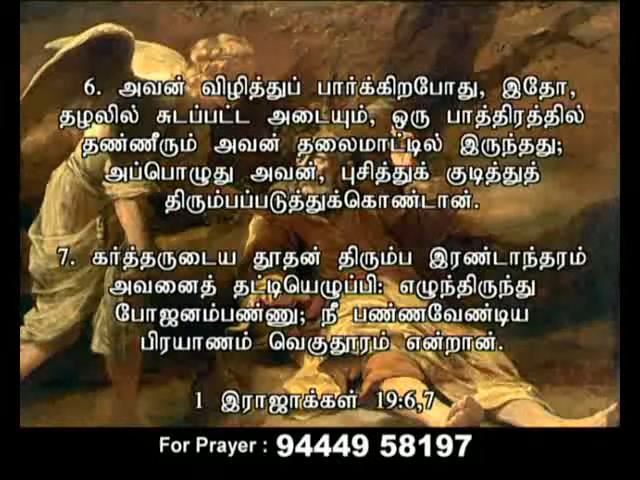 6. அவன் விழித்துப் பார்க்கிறபோது, இதோ,
தழலில் சுடப்பட்ட அடையும், ஒரு பாத்திரத்தில்
தண்ணீரும் அவன் தலைமாட்டில் இருந்தது;
அப்பொழுது அவன், புசித்துக் குடித்துத்
திரும்பப்படுத்துக்கொண்டான்.
7. கர்த்தருடைய தூதன் திரும்ப இரண்டாந்தரம்
அவனைத் தட்டியெழுப்பி: எழுந்திருந்து
போஜனம்பண்ணு; நீ பண்ணவேண்டிய
பிரயாணம் வெகுதூரம் என்றான்.
1 இராஜாக்கள் 19:6,7
For Prayer : 94449 58197